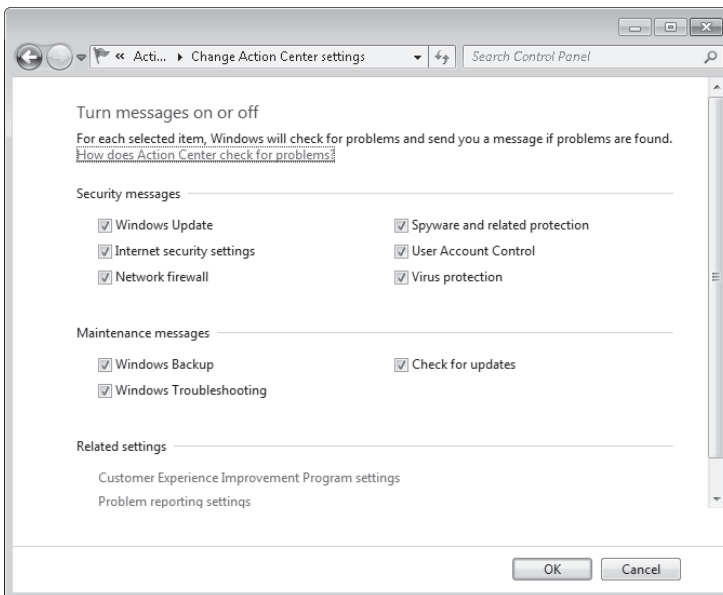 « Acti... ▸ Change Action Center settings
Search Control Panel
Turn messages on or off
For each selected item, Windows will check for problems and send you a message if problems are found.
How does Action Center check for problems?
Security messages
Windows Update
Spyware and related protection
Internet security settings
User Account Control
Network firewall
Virus protection
Maintenance messages
Windows Backup
Check for updates
Windows Troubleshooting
Related settings
Customer Experience Improvement Program settings
Problem reporting settings
OK
Cancel